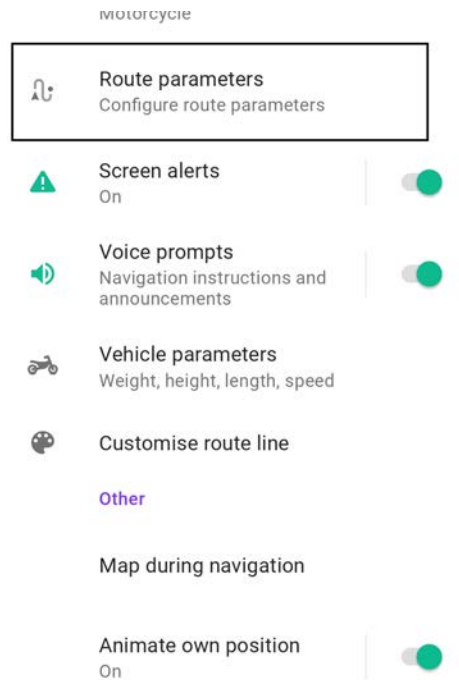 Motorcycle
Route parameters
Configure route parameters
Screen alerts
On
Voice prompts
Navigation instructions and
announcements
Vehicle parameters
Weight, height, length, speed
Customise route line
Other
Map during navigation
Animate own position
On